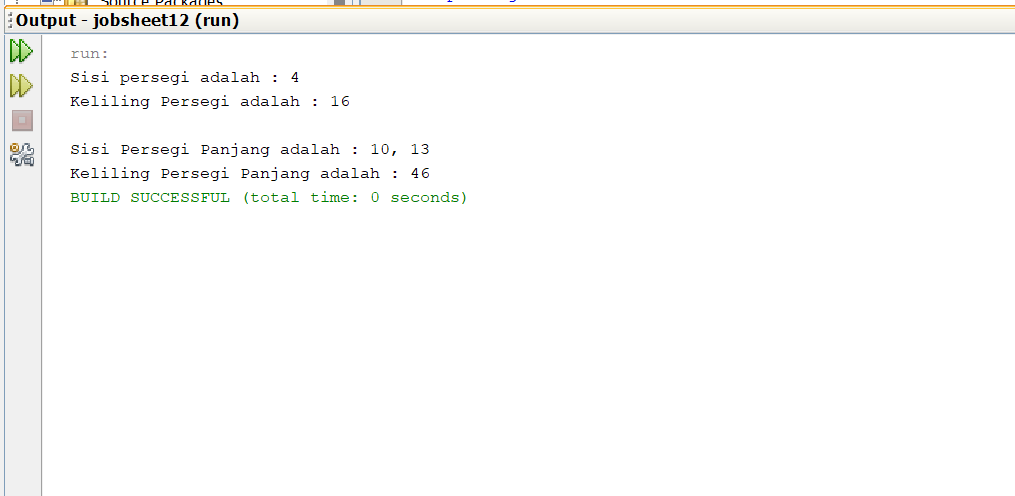 Source Packages
Output - jobsheet12 (run)
run:
Sisi persegi adalah : 4
Keliling Persegi adalah : 16
Sisi Persegi Panjang adalah : 10, 13
Keliling Persegi Panjang adalah : 46
BUILD SUCCESSFUL (total time: 0 seconds)